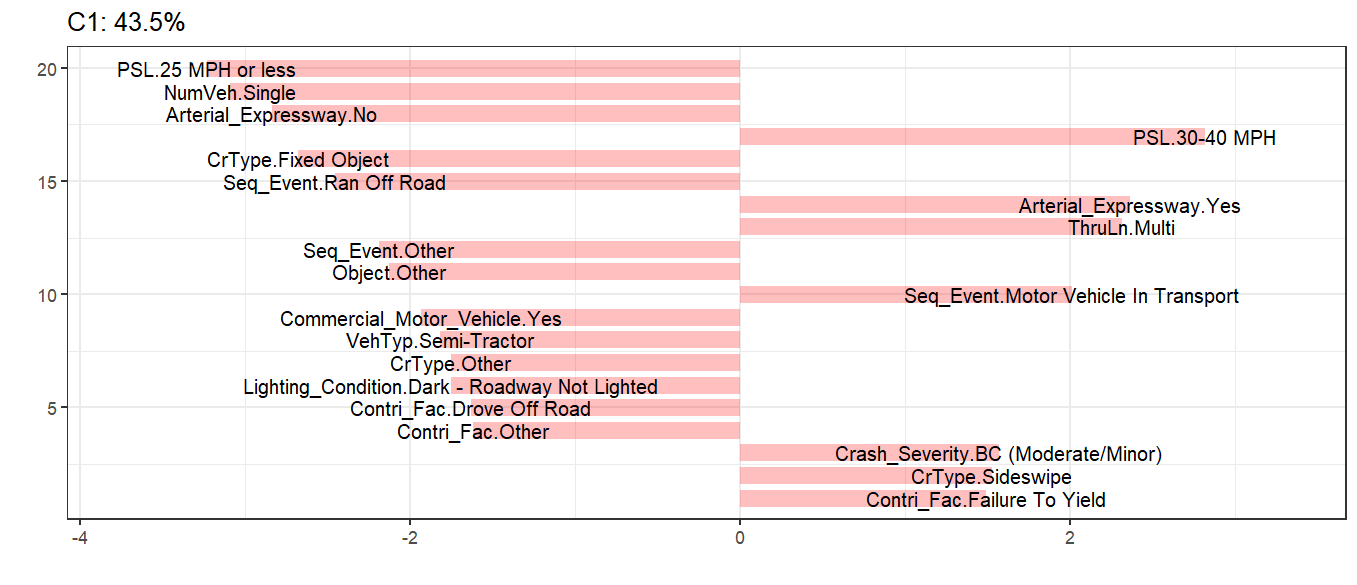 C1: 43.5%
20
PSL.25 MPH or less
NumVeh.Single
Arterial_Expressway.No
PSL.30-40 MPH
CrType.Fixed Object
15
Seq_Event.Ran Off Road
Arterial_Expressway.Yes
ThruLn.Multi
Seq_Event.Other
Object.Other
10
Seq_Event.Motor Vehicle In Transport
Commercial_Motor_Vehicle.Yes
VehTyp.Semi-Tractor
CrType.Other
Lighting_Condition.Dark - Roadway Not Lighted
5
Contri_Fac.Drove Off Road
Contri_Fac.Other
Crash_Severity.BC (Moderate/Minor)
CrType.Sideswipe
Contri_Fac.Failure To Yield
-4 -2 0 2